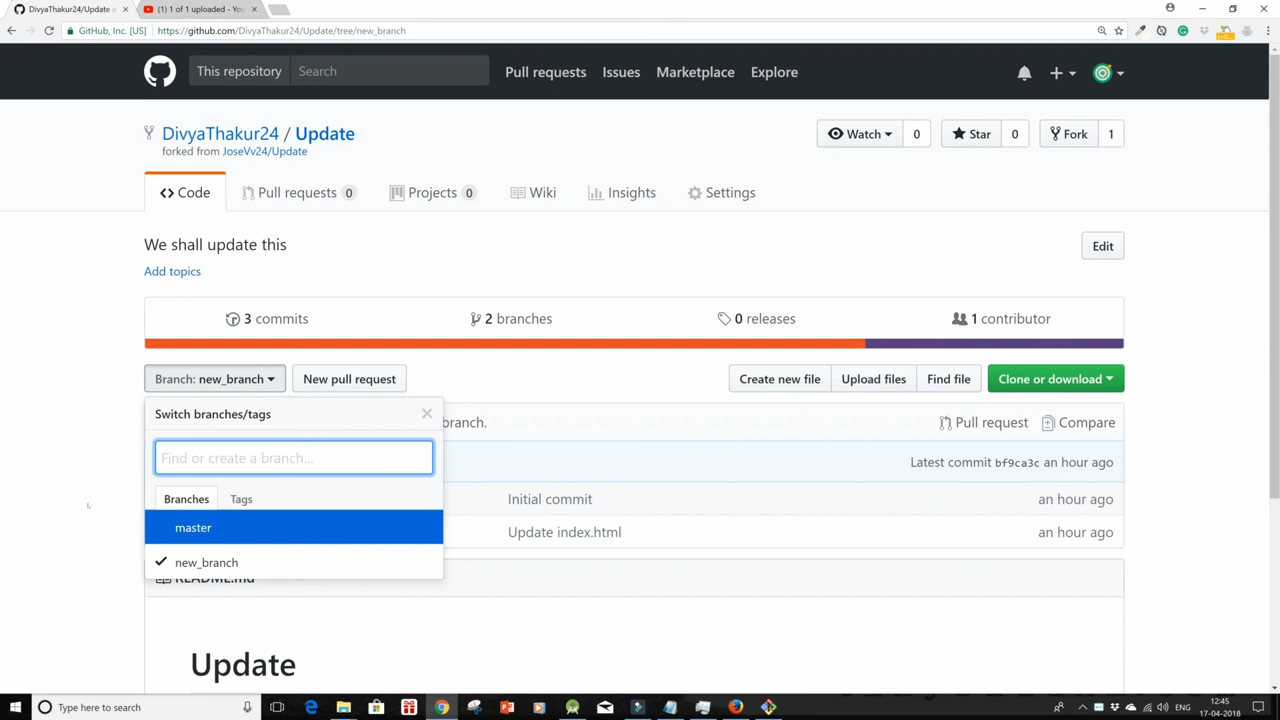 DivyaThakur24/Update a
(1) 1 of 1 uploaded - You
GitHub, Inc. [US] https://github.com/DivyaThakur24/Update/tree/new_branch
This repository Search Pull requests Issues Marketplace Explore
DivyaThakur24 / Update
forked from JoseVv24/Update
Watch 0 Star 0 Fork 1
Code Pull requests 0 Projects 0 Wiki Insights Settings
We shall update this
Edit
Add topics
3 commits 2 branches 0 releases 1 contributor
Branch: new_branch New pull request Create new file Upload files Find file Clone or download
Switch branches/tags
branch. Pull request Compare
Find or create a branch...
Latest commit bf9ca3c an hour ago
Branches Tags
Initial commit an hour ago
master
Update index.html an hour ago
new_branch
README.md
Update
Type here to search
ENG
12:45
17-04-2018